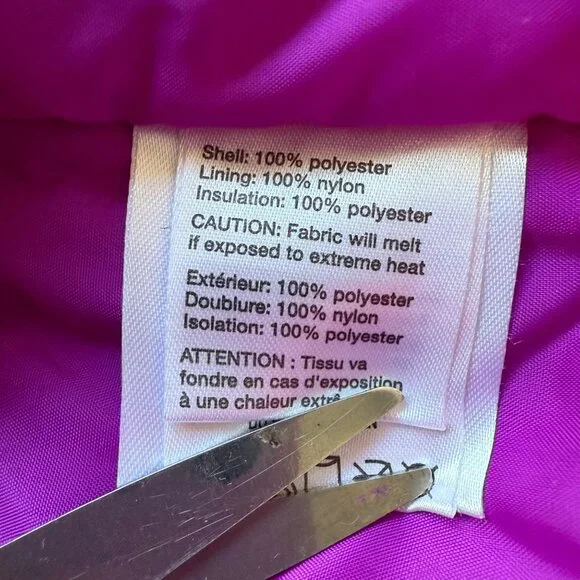 Shell: 100% polyester
Lining: 100% nylon
Insulation: 100% polyester
CAUTION: Fabric will melt
if exposed to extreme heat
Extérieur: 100% polyester
Doublure: 100% nylon
Isolation: 100% polyester
ATTENTION : Tissu va
fondre en cas d'exposition
à une chaleur